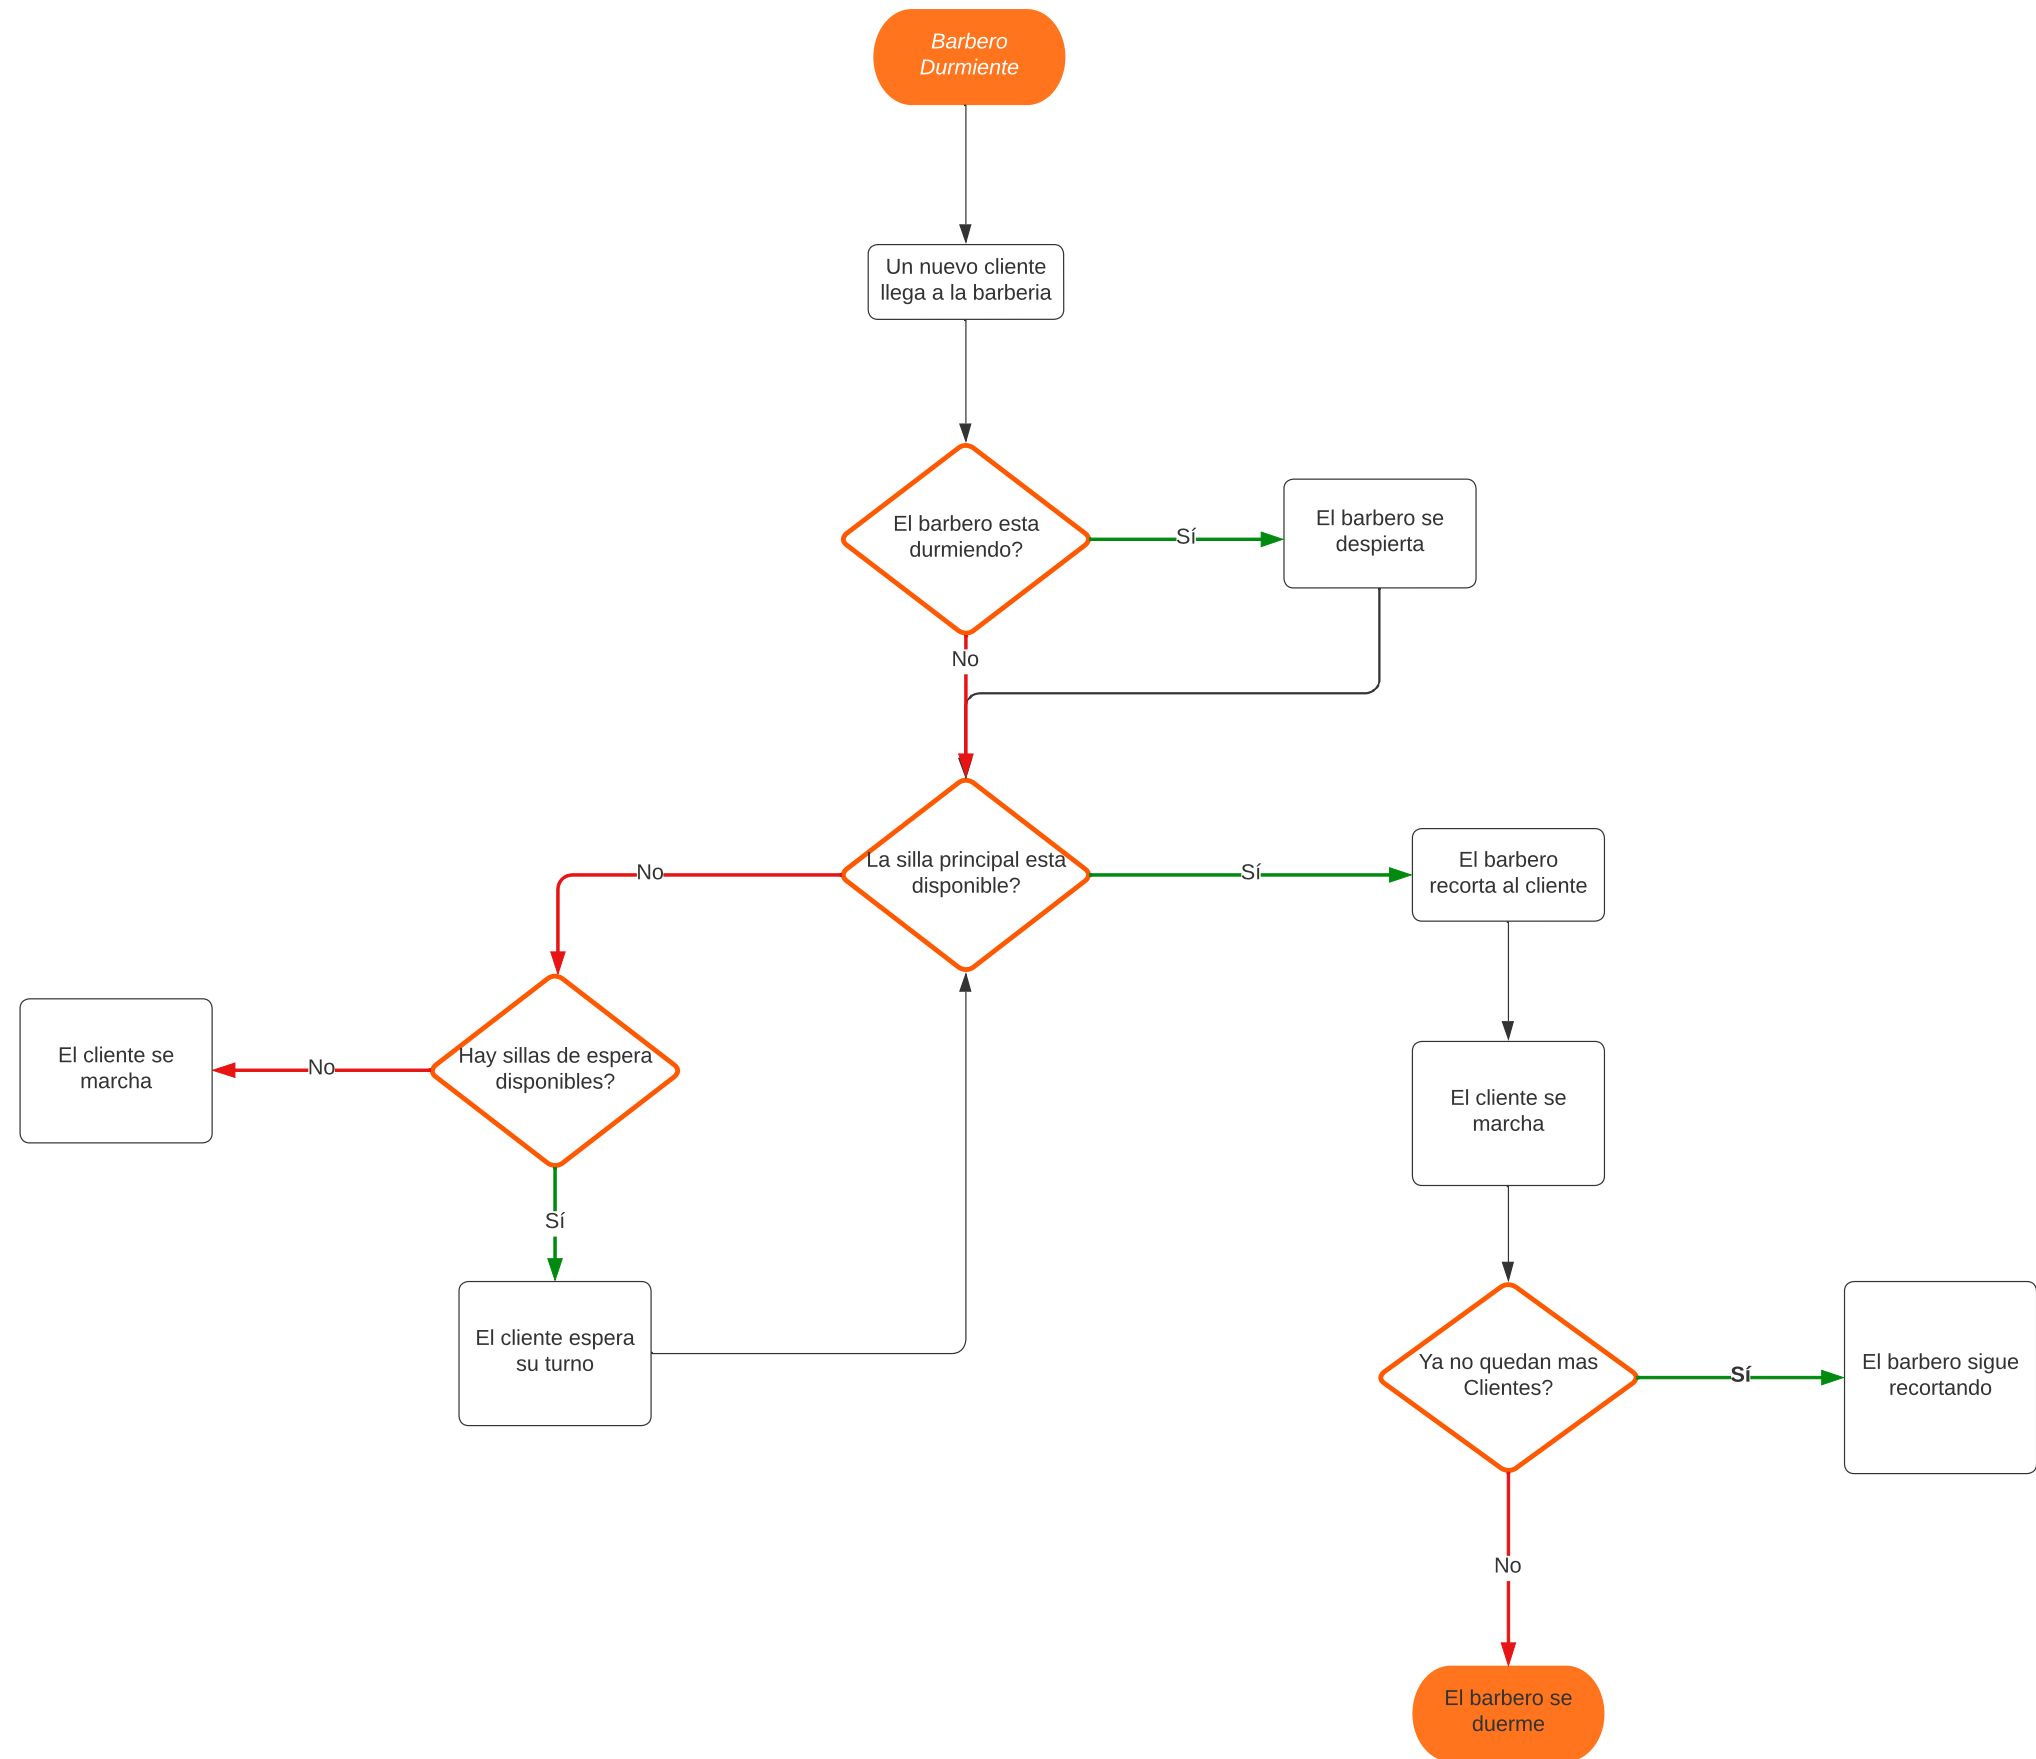 Barbero
Durmiente
Un nuevo cliente
llega a la barberia
El barbero esta
durmiendo?
Sí
El barbero se
despierta
No
La silla principal esta
disponible?
No
Sí
El barbero
recorta al cliente
Hay sillas de espera
disponibles?
No
El cliente se
marcha
El cliente se
marcha
Sí
El cliente espera
su turno
Ya no quedan mas
Clientes?
Sí
El barbero sigue
recortando
No
El barbero se
duerme